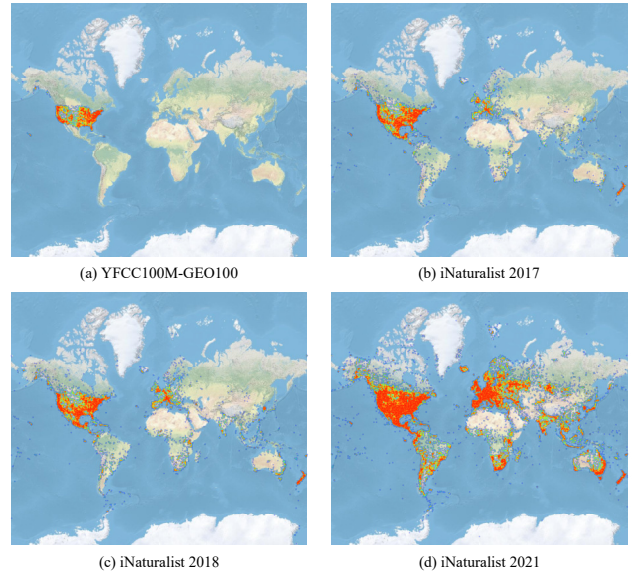 (a) YFCC100M-GEO100
(b) iNaturalist 2017
(c) iNaturalist 2018
(d) iNaturalist 2021